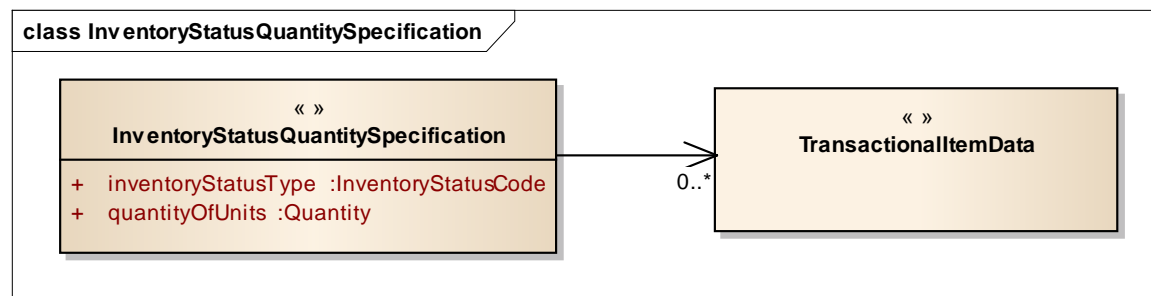 class InventoryStatusQuantitySpecification
« »
InventoryStatusQuantitySpecification
+ inventoryStatusType :InventoryStatusCode
+ quantityOfUnits :Quantity
0..*
« »
TransactionalItemData